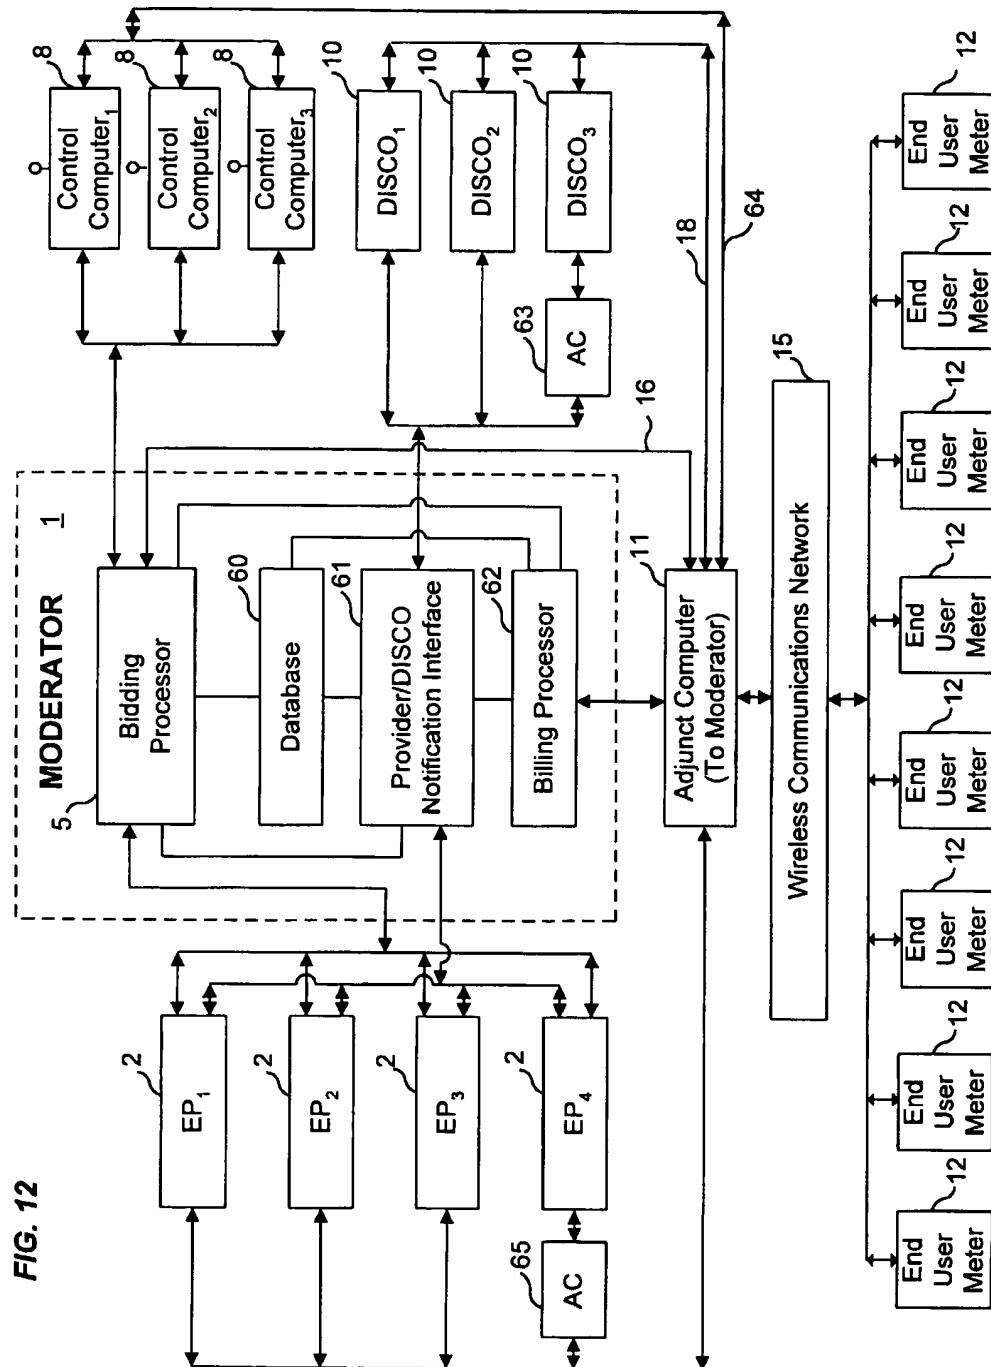 FIG. 12
MODERATOR
1
5
Bidding
Processor
60
Database
61
Provider/DISCO
Notification Interface
62
Billing Processor
2
EP1
2
EP2
2
EP3
2
EP4
65
AC
8
Control
Computer1
8
Control
Computer2
8
Control
Computer3
10
DISCO1
10
DISCO2
10
DISCO3
63
AC
16
18
64
11
Adjunct Computer
(To Moderator)
15
Wireless Communications Network
12
End
User
Meter
12
End
User
Meter
12
End
User
Meter
12
End
User
Meter
12
End
User
Meter
12
End
User
Meter
12
End
User
Meter
12
End
User
Meter